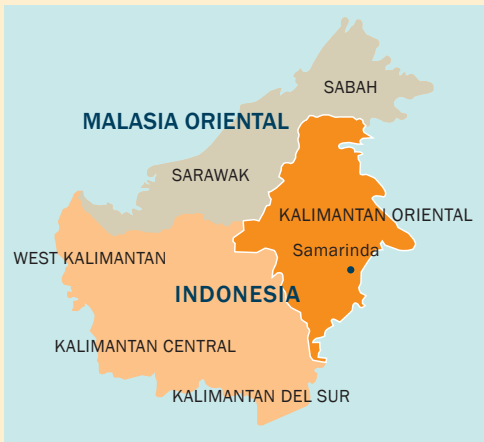 SABAH
MALASIA ORIENTAL
SARAWAK
KALIMANTAN ORIENTAL
Samarinda
WEST KALIMANTAN
INDONESIA
KALIMANTAN CENTRAL
KALIMANTAN DEL SUR